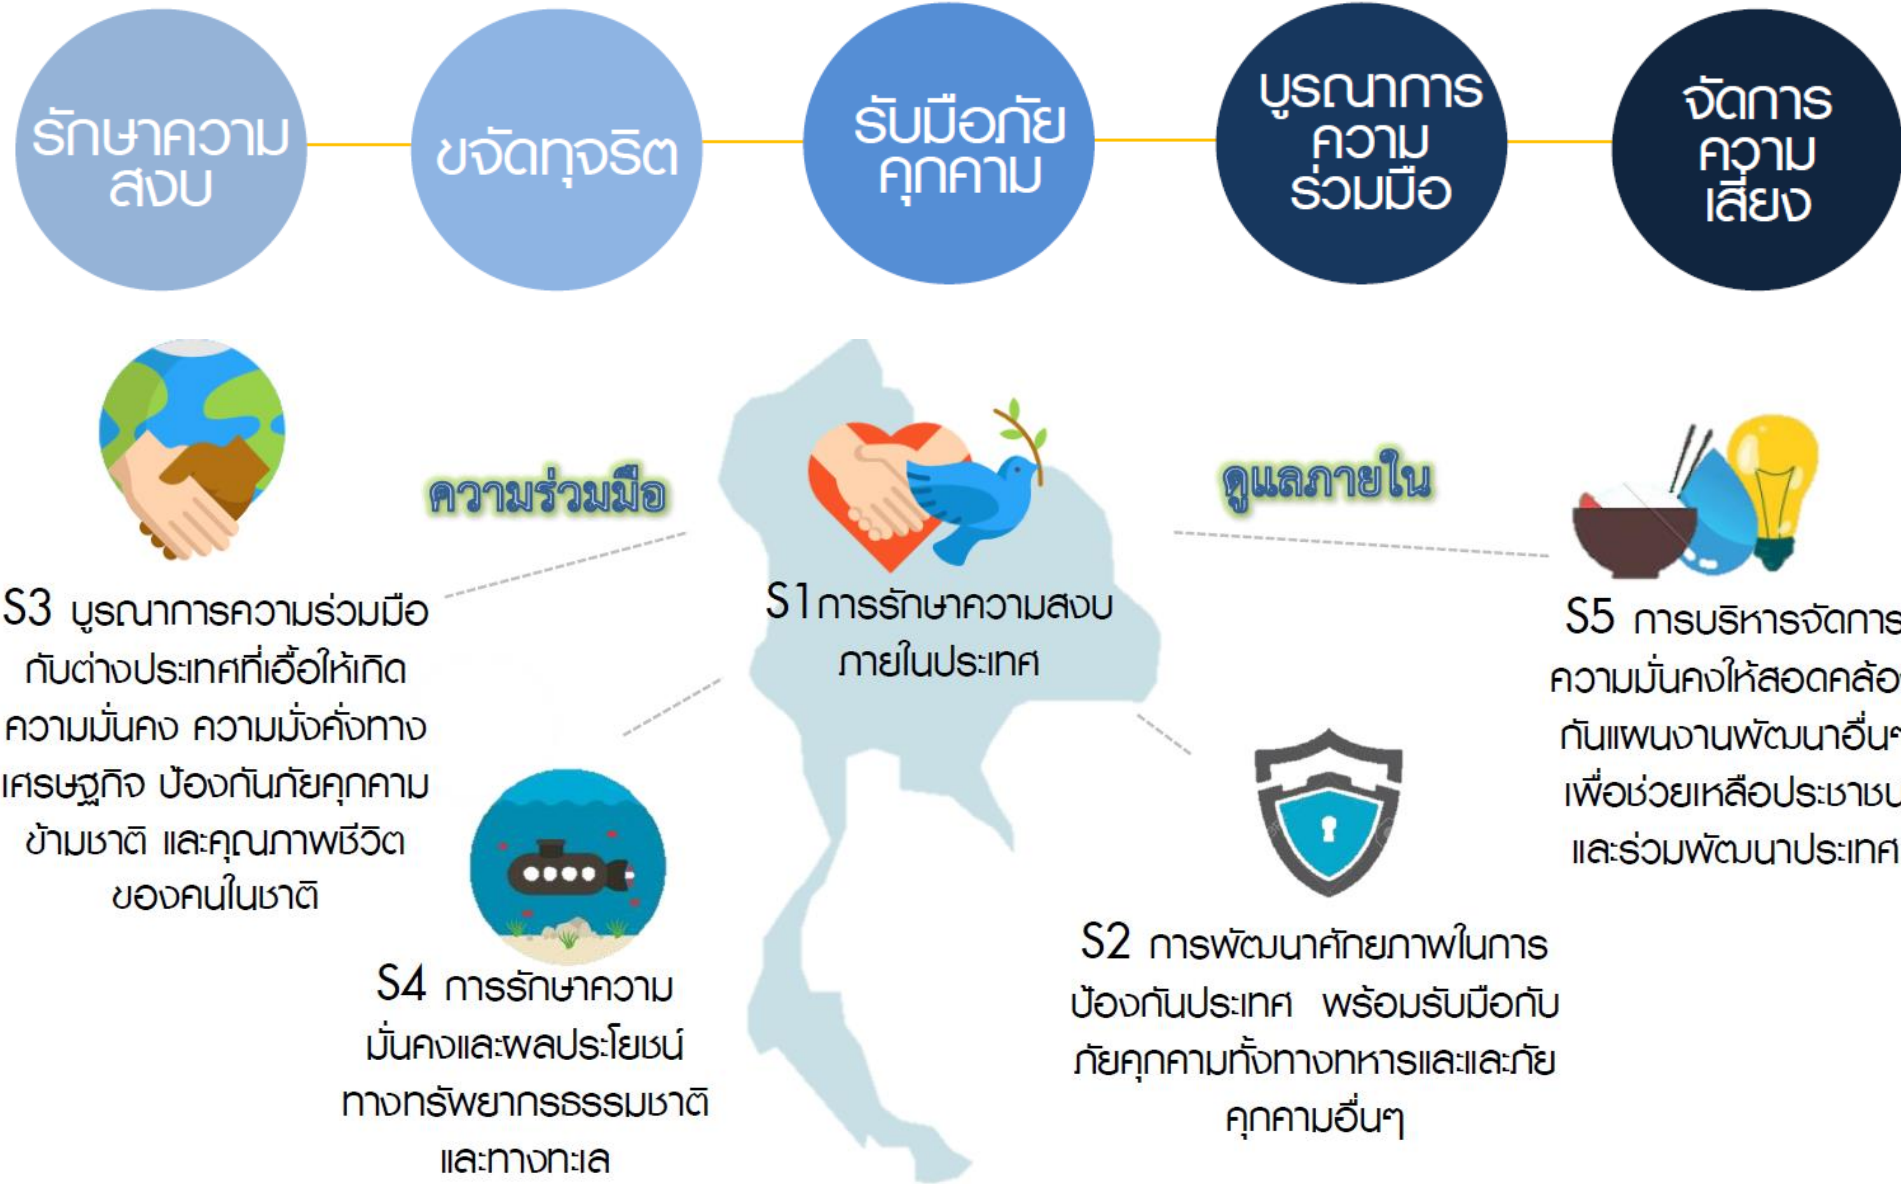 รักษาความ
สงบ
ขจัดทุจริต
รับมือภัย
คุกคาม
บูรณาการ
ความ
ร่วมมือ
จัดการ
ความ
เสี่ยง
ความร่วมมือ
ดูแลภายใน
S1การรักษาความสงบ
ภายในประเทศ
S3 บูรณาการความร่วมมือ
กับต่างประเทศที่เอื้อให้เกิด
ความมั่นคง ความมั่งคั่งทาง
เศรษฐกิจ ป้องกันภัยคุกคาม
ข้ามชาติ และคุณภาพชีวิต
ของคนในชาติ
S5 การบริหารจัดการ
ความมั่นคงให้สอดคล้อง
กันแผนงานพัฒนาอื่นๆ
เพื่อช่วยเหลือประชาชน
และร่วมพัฒนาประเทศ
S4 การรักษาความ
มั่นคงและผลประโยชน์
ทางทรัพยากรธรรมชาติ
และทางทะเล
S2 การพัฒนาศักยภาพในการ
ป้องกันประเทศ พร้อมรับมือกับ
ภัยคุกคามทั้งทางทหารและและภัย
คุกคามอื่นๆ